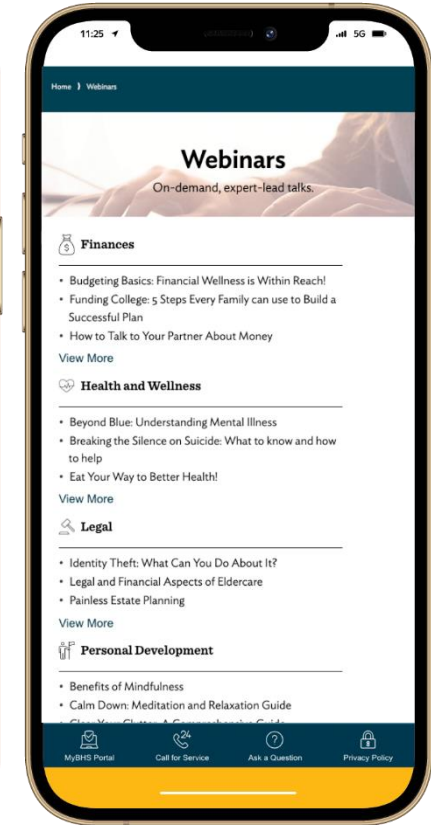 11:25
5G
Home ⟩ Webinars
Webinars
On-demand, expert-lead talks.
Finances
• Budgeting Basics: Financial Wellness is Within Reach!
• Funding College: 5 Steps Every Family can use to Build a
Successful Plan
• How to Talk to Your Partner About Money
View More
Health and Wellness
• Beyond Blue: Understanding Mental Illness
• Breaking the Silence on Suicide: What to know and how
to help
• Eat Your Way to Better Health!
View More
Legal
• Identity Theft: What Can You Do About It?
• Legal and Financial Aspects of Eldercare
• Painless Estate Planning
View More
Personal Development
• Benefits of Mindfulness
• Calm Down: Meditation and Relaxation Guide
24
?
MyBHS Portal Call for Service Ask a Question Privacy Policy